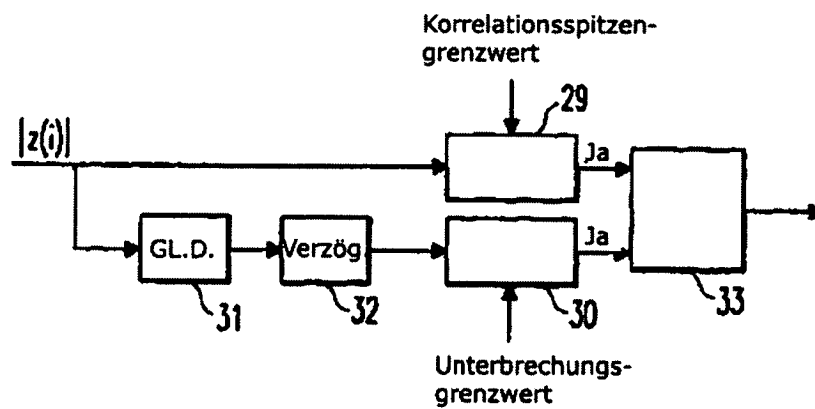 Korrelationsspitzen-
grenzwert
29
|z(i)|
Ja
GL.D.
Verzög.
Ja
31
32
30
33
Unterbrechungs-
grenzwert